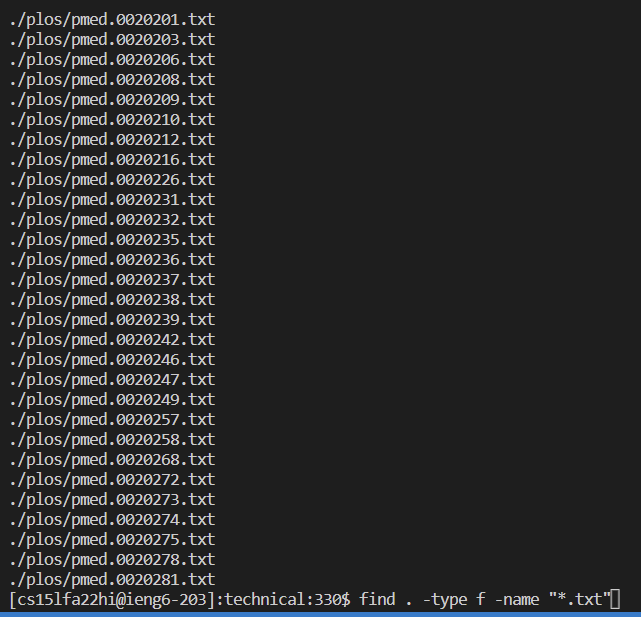 ./plos/pmed.0020201.txt
./plos/pmed.0020203.txt
./plos/pmed.0020206.txt
./plos/pmed.0020208.txt
./plos/pmed.0020209.txt
./plos/pmed.0020210.txt
./plos/pmed.0020212.txt
./plos/pmed.0020216.txt
./plos/pmed.0020226.txt
./plos/pmed.0020231.txt
./plos/pmed.0020232.txt
./plos/pmed.0020235.txt
./plos/pmed.0020236.txt
./plos/pmed.0020237.txt
./plos/pmed.0020238.txt
./plos/pmed.0020239.txt
./plos/pmed.0020242.txt
./plos/pmed.0020246.txt
./plos/pmed.0020247.txt
./plos/pmed.0020249.txt
./plos/pmed.0020257.txt
./plos/pmed.0020258.txt
./plos/pmed.0020268.txt
./plos/pmed.0020272.txt
./plos/pmed.0020273.txt
./plos/pmed.0020274.txt
./plos/pmed.0020275.txt
./plos/pmed.0020278.txt
./plos/pmed.0020281.txt
[cs15lfa22hi@ieng6-203]:technical:330$ find . -type f -name "*.txt"